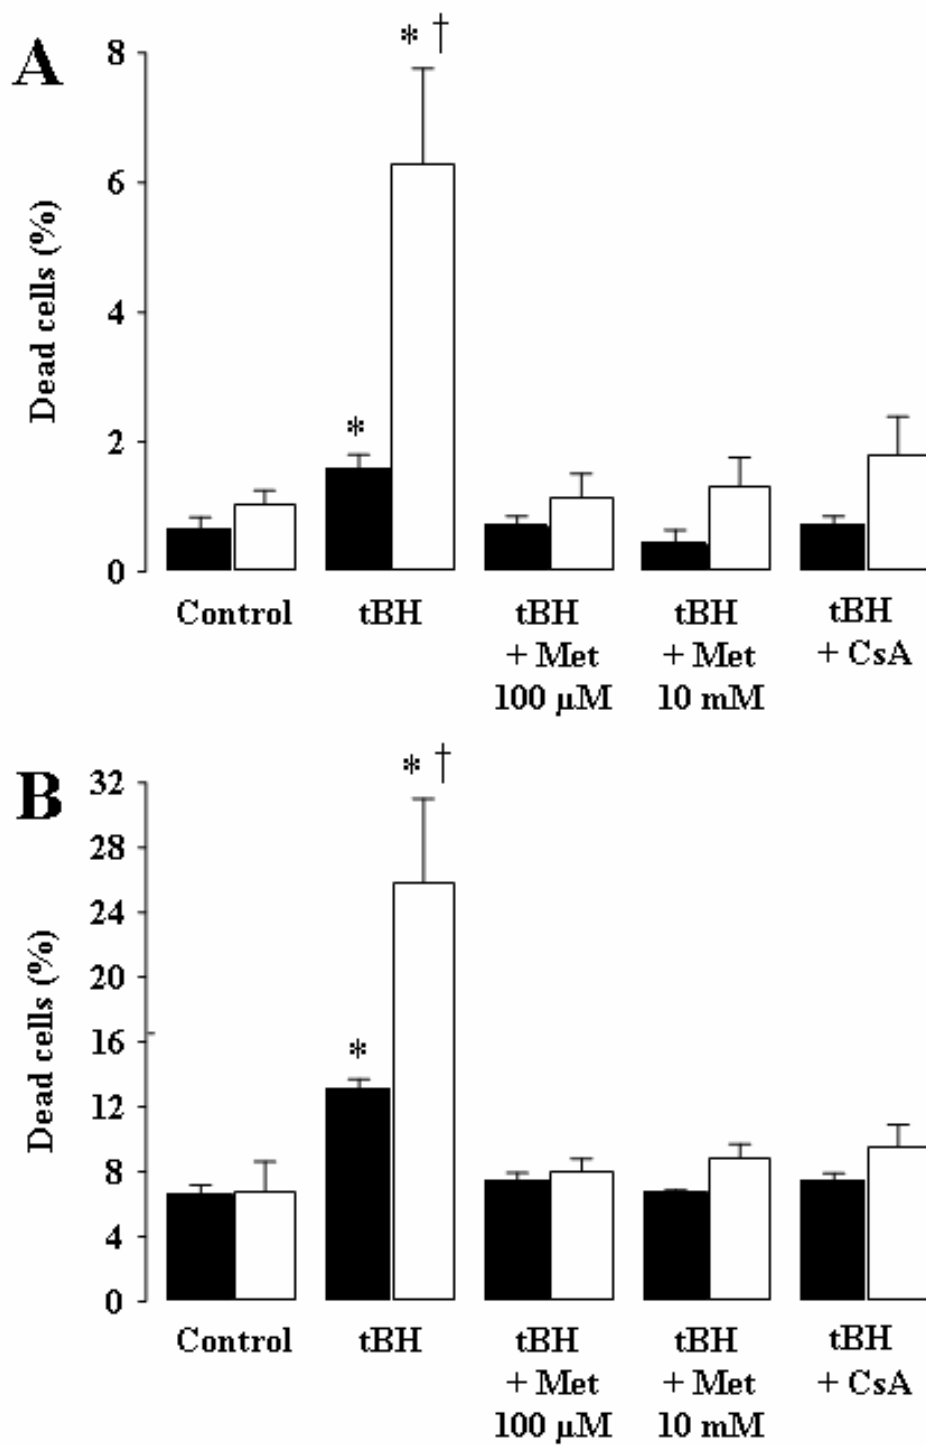 A
* †
8
6
Dead cells (%)
4
*
2
0
Control tBH tBH tBH tBH
+ Met + Met + CsA
100 µM 10 mM
B
* †
32
28
24
20
Dead cells (%)
16
*
12
8
4
0
Control tBH tBH tBH tBH
+ Met + Met + CsA
100 µM 10 mM